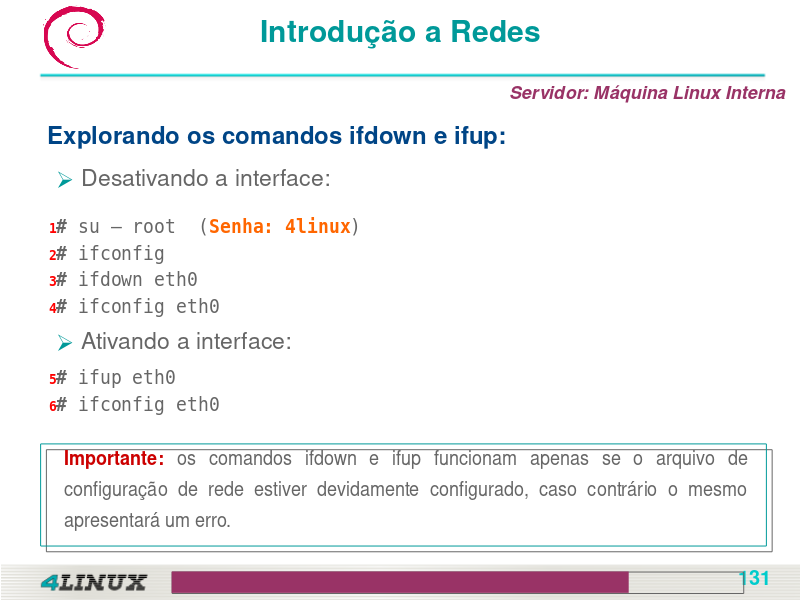 Introdução a Redes
Servidor: Máquina Linux Interna
Explorando os comandos ifdown e ifup:
Desativando a interface:
1# su – root (Senha: 4linux)
2# ifconfig
3# ifdown eth0
4# ifconfig eth0
Ativando a interface:
5# ifup eth0
6# ifconfig eth0
Importante: os comandos ifdown e ifup funcionam apenas se o arquivo de
configuração de rede estiver devidamente configurado, caso contrário o mesmo
apresentará um erro.
4LINUX
131